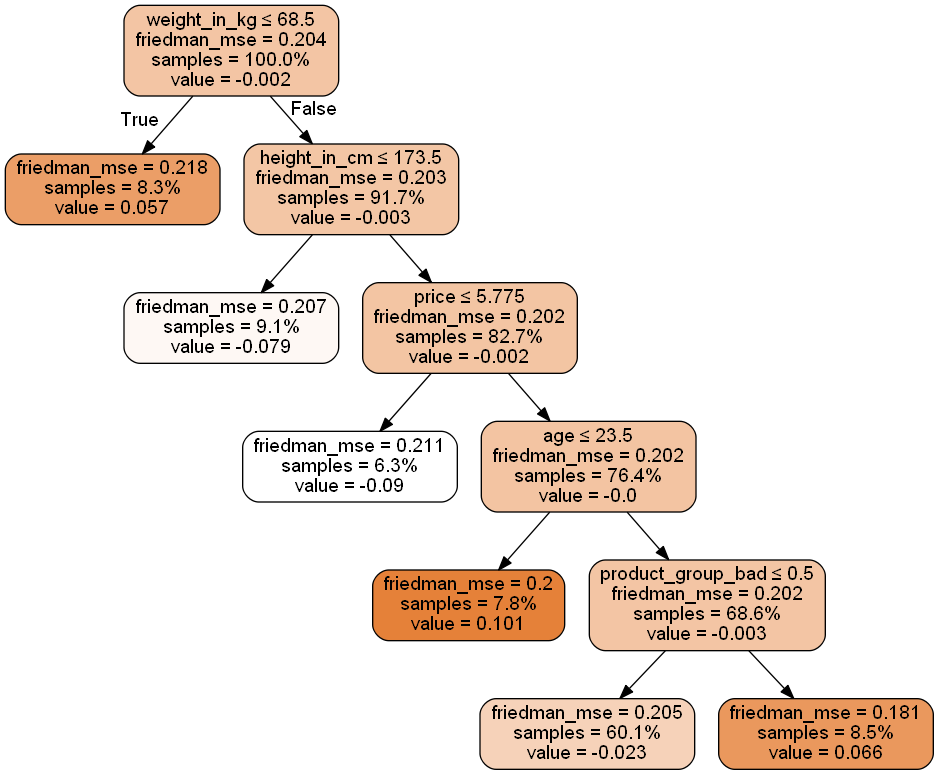 weight_in_kg ≤ 68.5
friedman_mse = 0.204
samples = 100.0%
value = -0.002
True
False
friedman_mse = 0.218
samples = 8.3%
value = 0.057
height_in_cm ≤ 173.5
friedman_mse = 0.203
samples = 91.7%
value = -0.003
friedman_mse = 0.207
samples = 9.1%
value = -0.079
price ≤ 5.775
friedman_mse = 0.202
samples = 82.7%
value = -0.002
friedman_mse = 0.211
samples = 6.3%
value = -0.09
age ≤ 23.5
friedman_mse = 0.202
samples = 76.4%
value = -0.0
friedman_mse = 0.2
samples = 7.8%
value = 0.101
product_group_bad ≤ 0.5
friedman_mse = 0.202
samples = 68.6%
value = -0.003
friedman_mse = 0.205
samples = 60.1%
value = -0.023
friedman_mse = 0.181
samples = 8.5%
value = 0.066